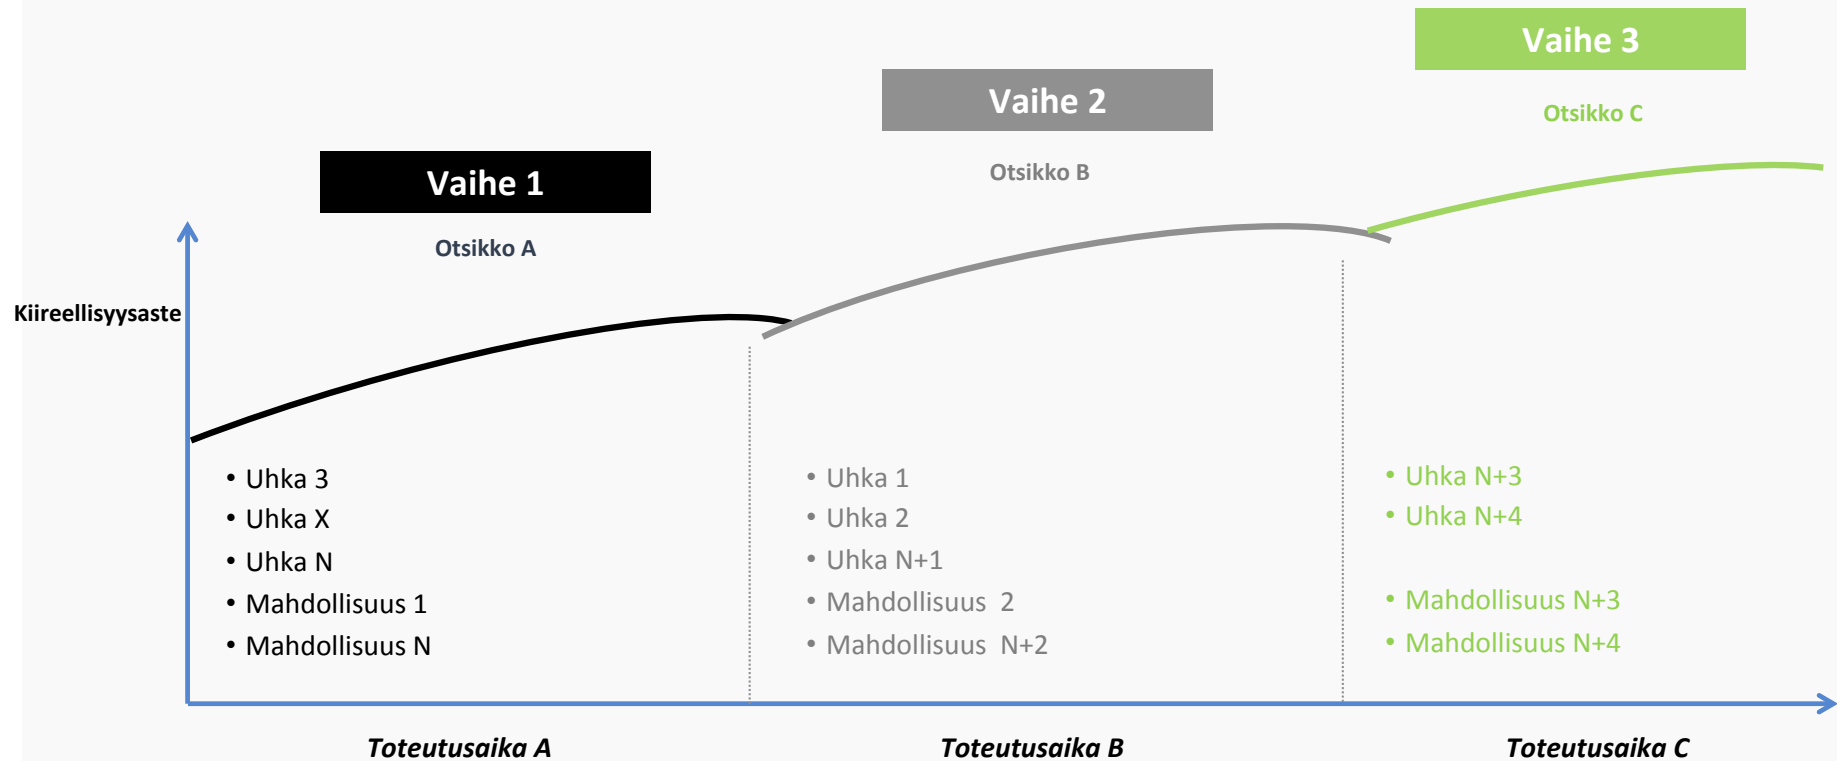 Vaihe 1
Otsikko A
Vaihe 2
Otsikko B
Vaihe 3
Otsikko C
Kiireellisyysaste
• Uhka 3
• Uhka X
• Uhka N
• Mahdollisuus 1
• Mahdollisuus N
• Uhka 1
• Uhka 2
• Uhka N+1
• Mahdollisuus  2
• Mahdollisuus  N+2
• Uhka N+3
• Uhka N+4
• Mahdollisuus N+3
• Mahdollisuus N+4
Toteutusaika A
Toteutusaika B
Toteutusaika C